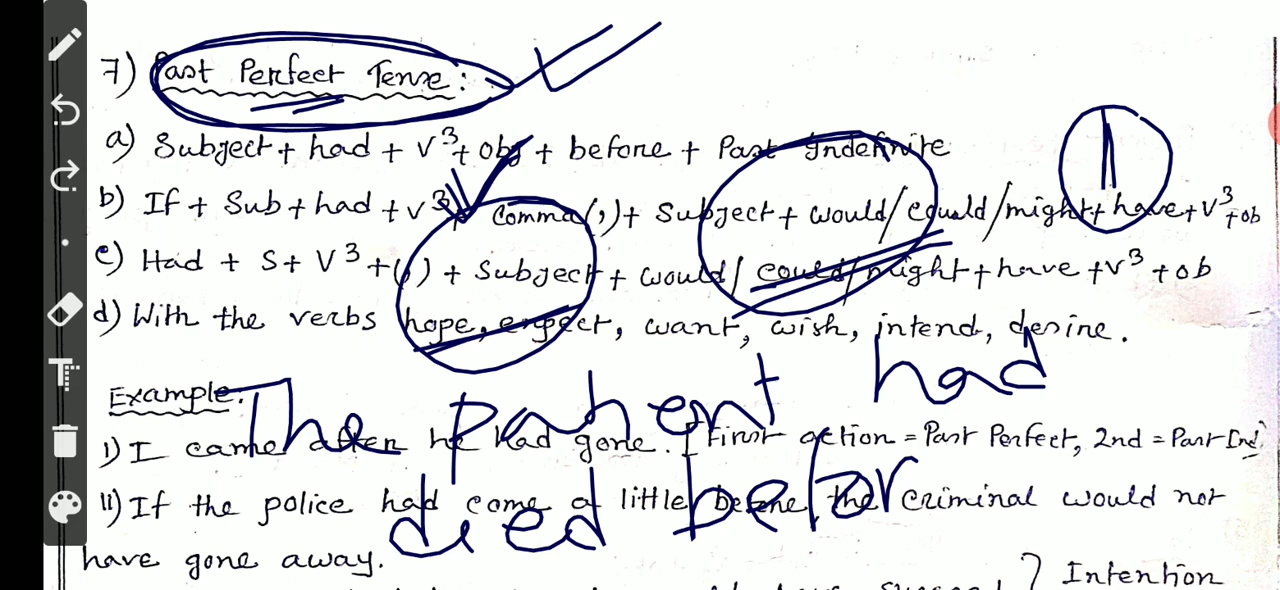 7) Past Perfect Tense:
a) Subject + had + V³ + obj + before + Past Indefinite
b) If + Sub + had + V³ + Comma (,) + Subject + would/could/might + have + V³ + ob
c) Had + S + V³ + (,) + Subject + would/could/might + have + V³ + ob
d) With the verbs hope, expect, want, wish, intend, desire.
Example:
The patient had
i) I came after he had gone. [First action = Past Perfect, 2nd = Past Ind
died befor
ii) If the police had come a little before, the criminal would not
have gone away.
? Intention